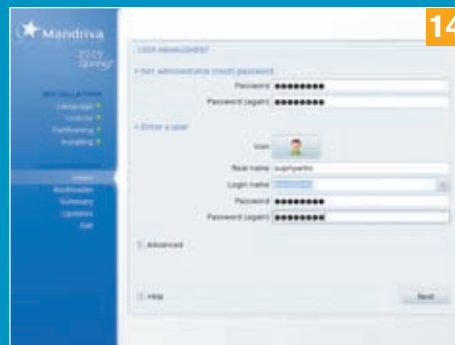 14
Mandriva
2009
Spring
USER MANAGEMENT
Set administrator (root) password
Password
Password (again)
Enter a user
Icon
Real name supriyanto
Login name
Password
Password (again)
Advanced
Help
Next
INSTALLATION
Language
License
Partitioning
Installing
Users
Bootloader
Summary
Updates
Exit